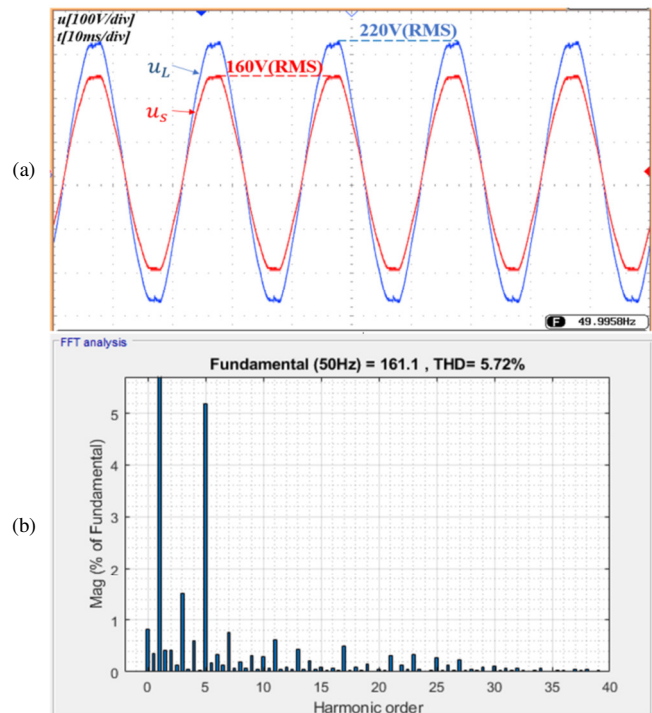 u[100V/div]
t[10ms/div]
220V(RMS)
160V(RMS)
u_L
u_S
(a)
F 49.9958Hz
FFT analysis
Fundamental (50Hz) = 161.1 , THD= 5.72%
Mag (% of Fundamental)
5
4
3
2
1
0
(b)
0 5 10 15 20 25 30 35 40
Harmonic order